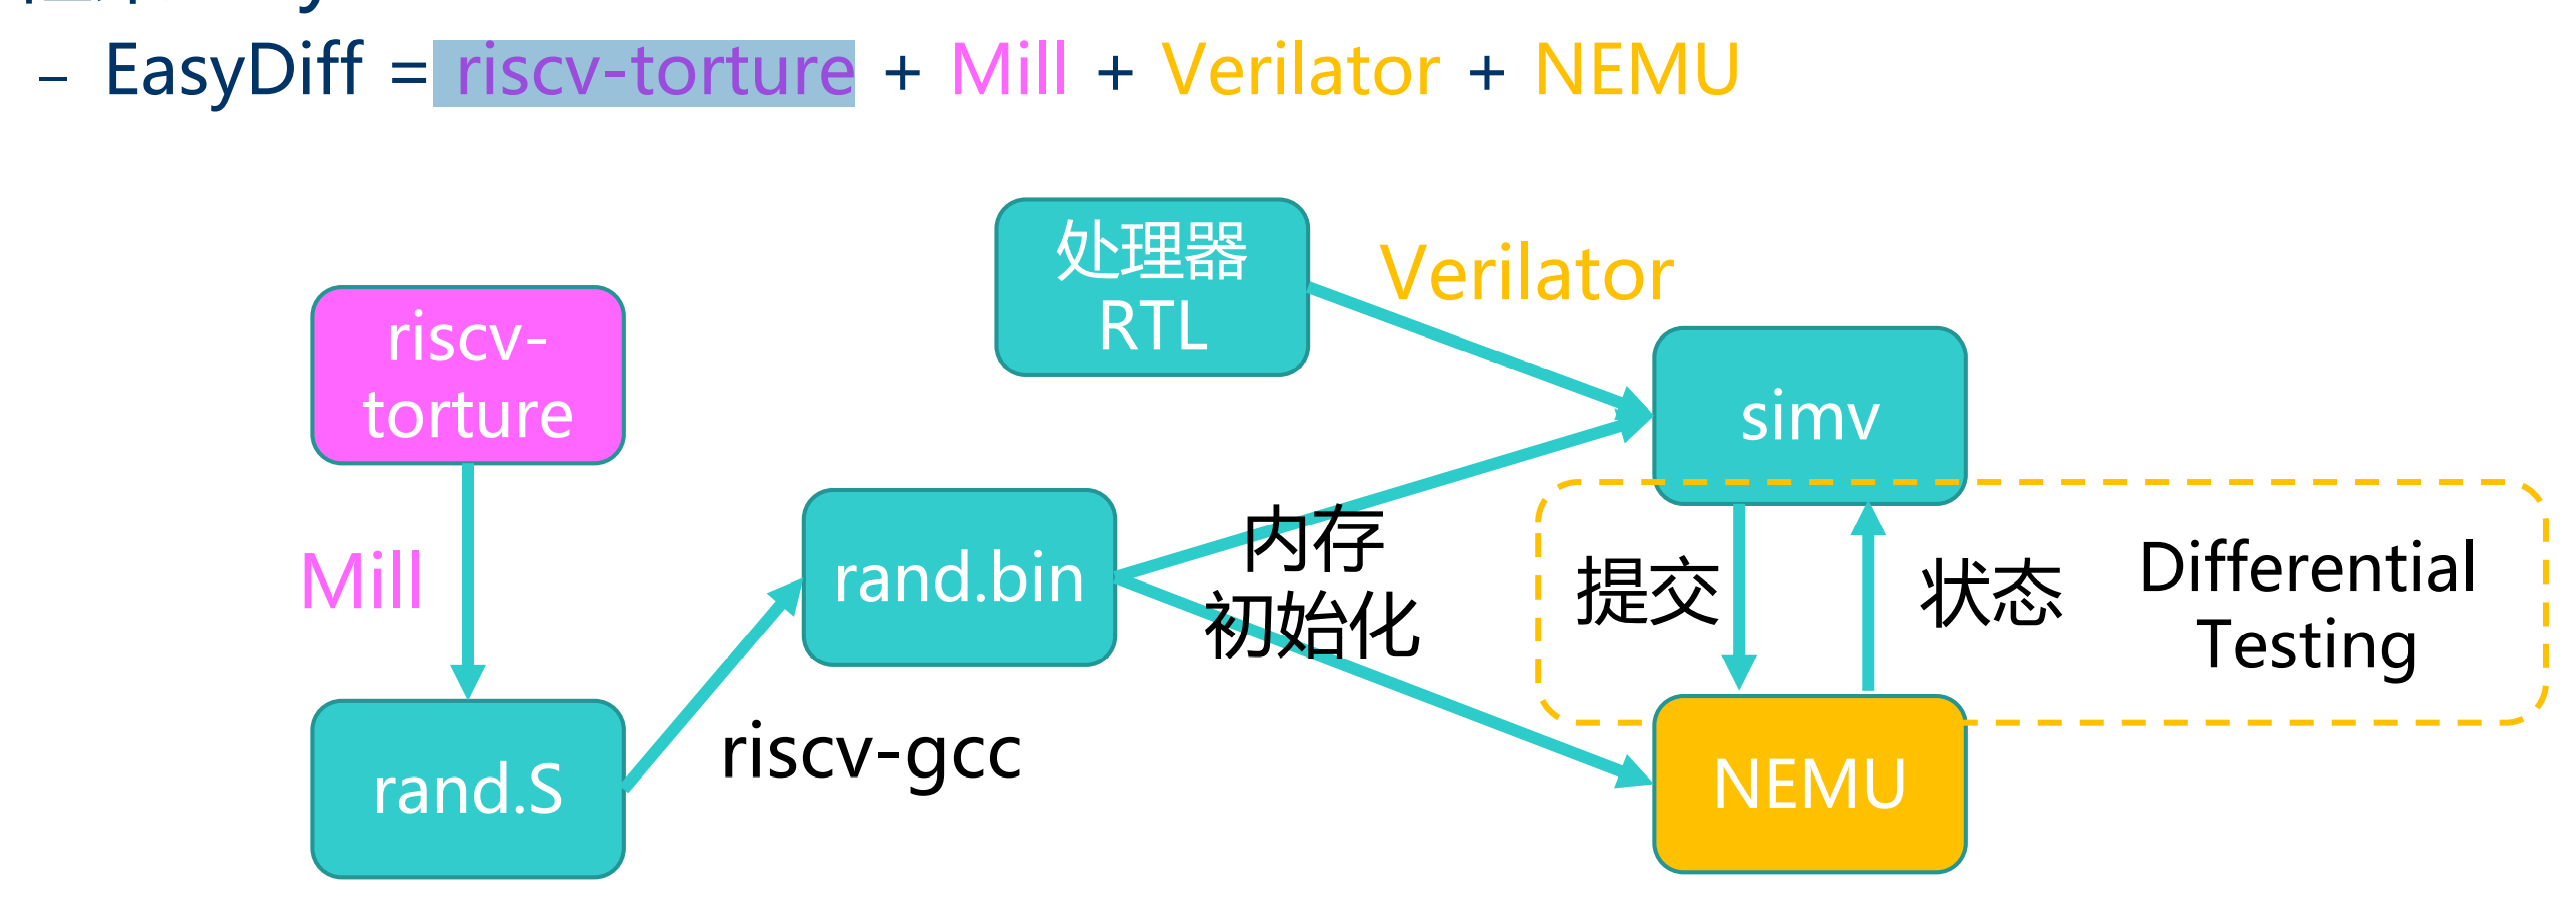 – EasyDiff = riscv-torture + Mill + Verilator + NEMU
处理器
RTL
Verilator
riscv-
torture
simv
Mill
rand.bin
内存
初始化
提交
状态
Differential
Testing
rand.S
riscv-gcc
NEMU